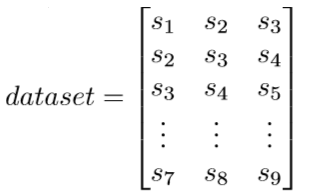 s₁ s₂ s₃
s₂ s₃ s₄
dataset = s₃ s₄ s₅
⋮ ⋮ ⋮
s₇ s₈ s₉